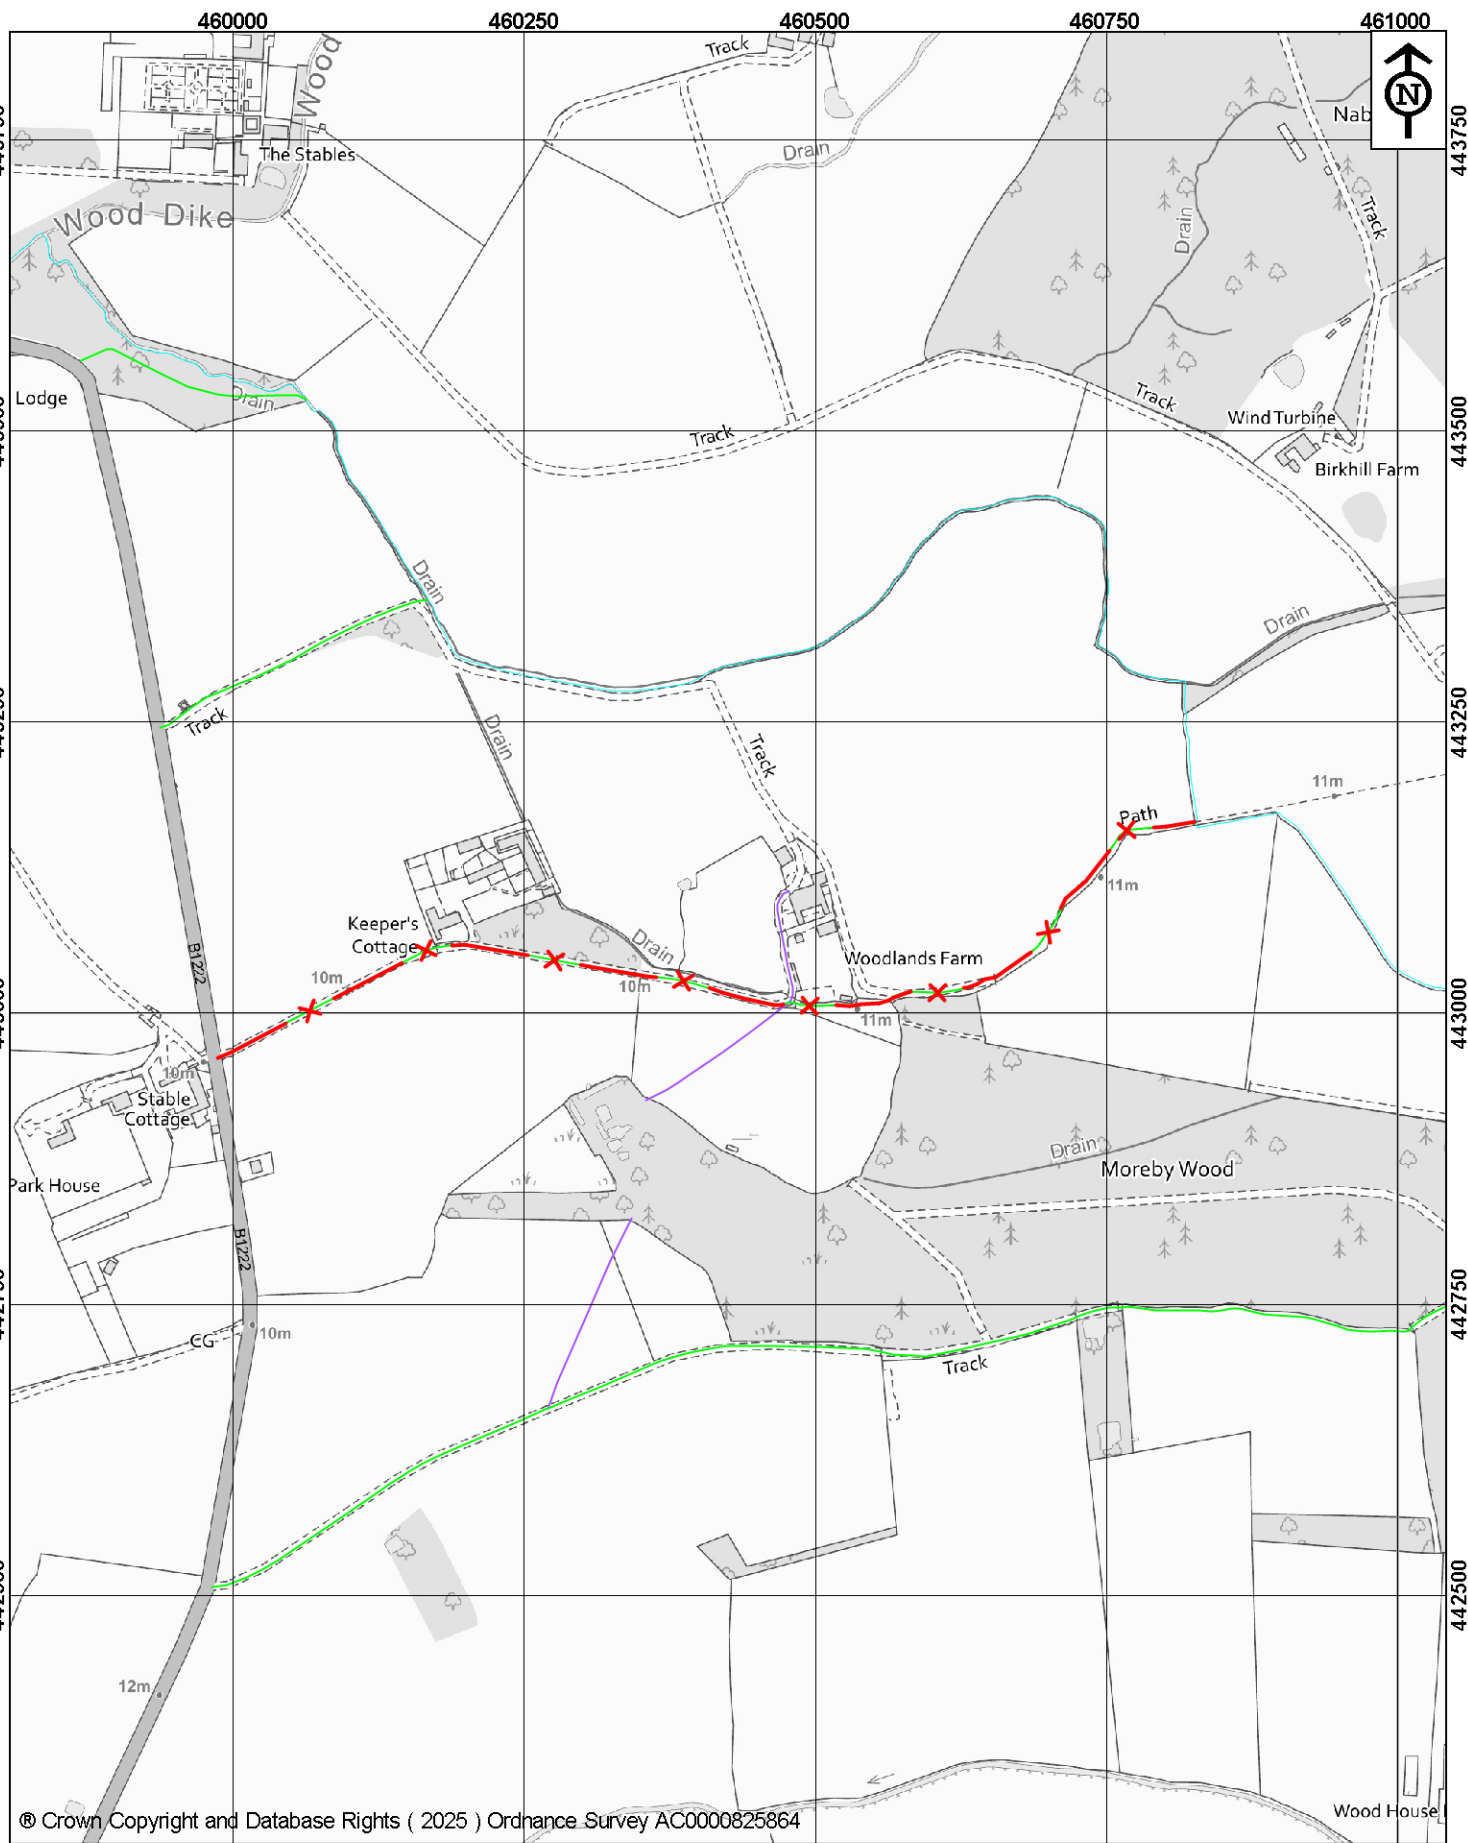 460000 460250 460500 460750 461000
N
Track
Wood
Nab
443750
The Stables
Drain
Wood Dike
Drain
Track
Lodge
Drain
Track
Wind Turbine
Track
443500
Birkhill Farm
Drain
Drain
Track
Drain
443250
Track
11m
Path
11m
Keeper's
Cottage
Drain
Woodlands Farm
B1222
10m
10m
443000
11m
10m
Stable
Cottage
Drain
Moreby Wood
Park House
B1222
442750
CG
10m
Track
442500
12m
® Crown Copyright and Database Rights ( 2025 ) Ordnance Survey AC0000825864
Wood House